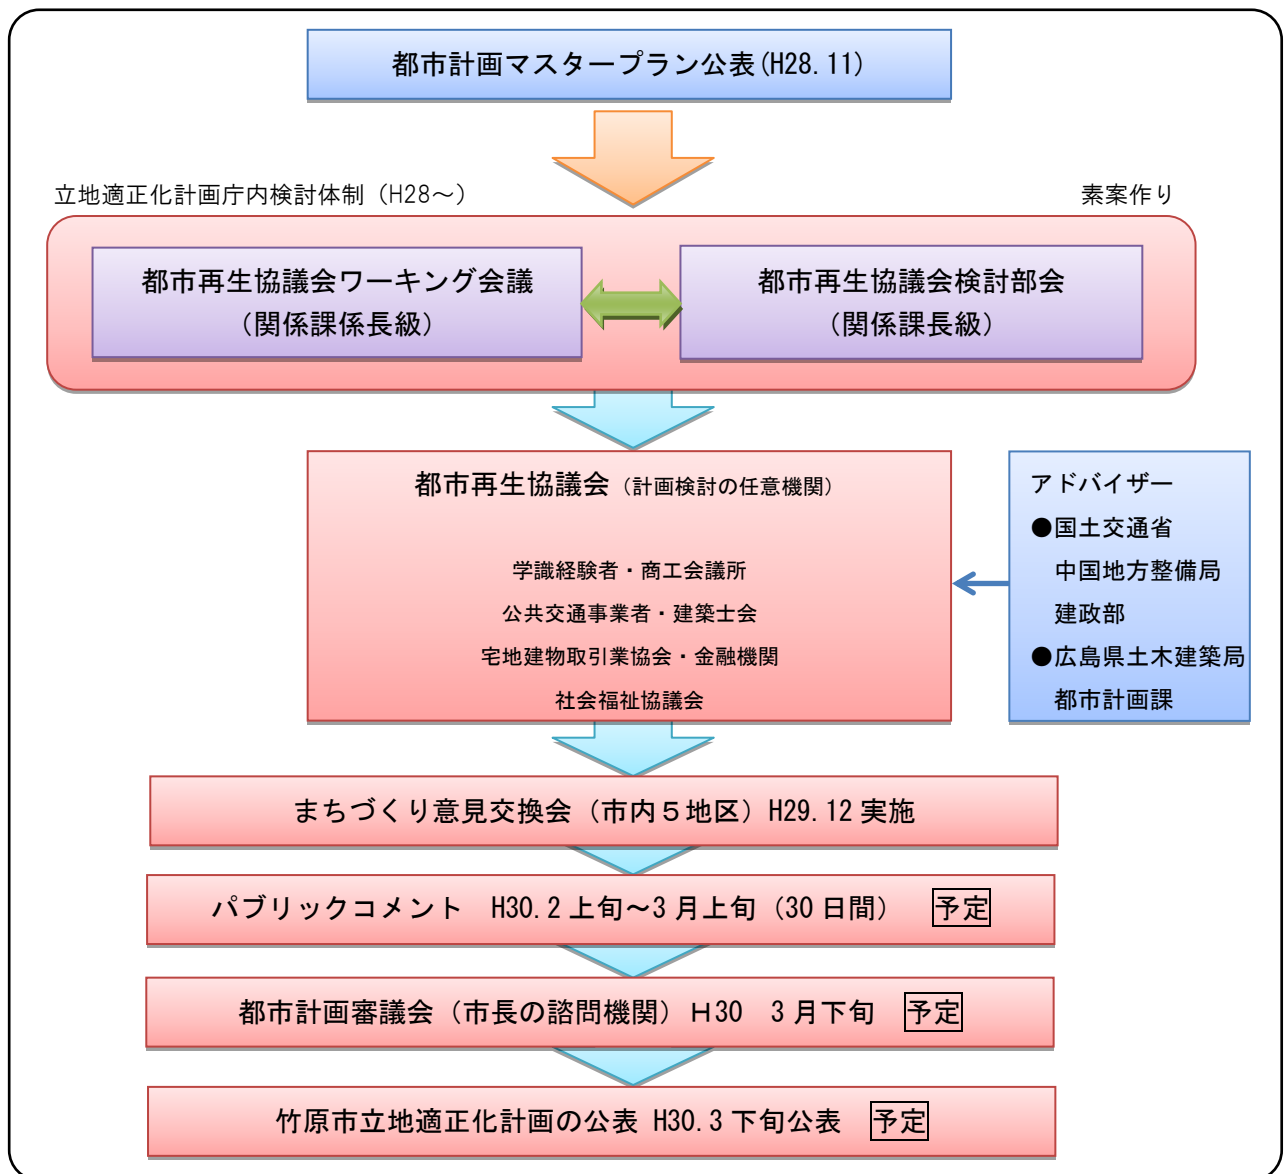 都市計画マスタープラン公表(H28.11)
立地適正化計画庁内検討体制（H28～）
素案作り
都市再生協議会ワーキング会議
（関係課係長級）
都市再生協議会検討部会
（関係課長級）
都市再生協議会（計画検討の任意機関）
学識経験者・商工会議所
公共交通事業者・建築士会
宅地建物取引業協会・金融機関
社会福祉協議会
アドバイザー
●国土交通省
中国地方整備局
建政部
●広島県土木建築局
都市計画課
まちづくり意見交換会（市内５地区）H29.12 実施
パブリックコメント　H30.2 上旬～3 月上旬（30 日間）　予定
都市計画審議会（市長の諮問機関）Ｈ30　3 月下旬　予定
竹原市立地適正化計画の公表 H30.3 下旬公表　予定